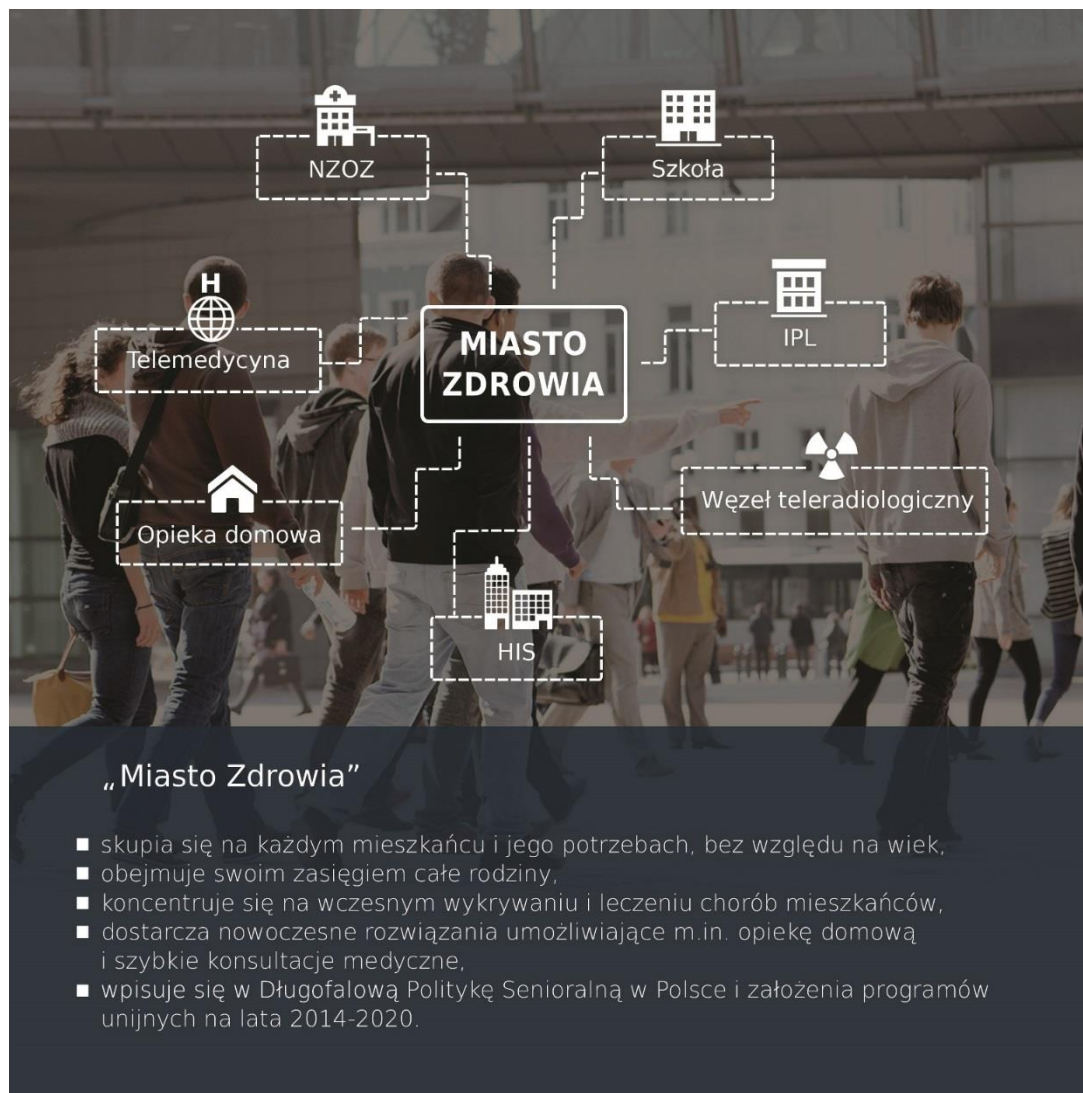 NZOZ
Szkoła
H
Telemedycyna
MIASTO
ZDROWIA
IPL
Opieka domowa
Węzeł teleradiologiczny
HIS
„Miasto Zdrowia”
skupia się na każdym mieszkańcu i jego potrzebach, bez względu na wiek,
obejmuje swoim zasięgiem całe rodziny,
koncentruje się na wczesnym wykrywaniu i leczeniu chorób mieszkańców,
dostarcza nowoczesne rozwiązania umożliwiające m.in. opiekę domową
i szybkie konsultacje medyczne,
wpisuje się w Długofalową Politykę Senioralną w Polsce i założenia programów
unijnych na lata 2014-2020.